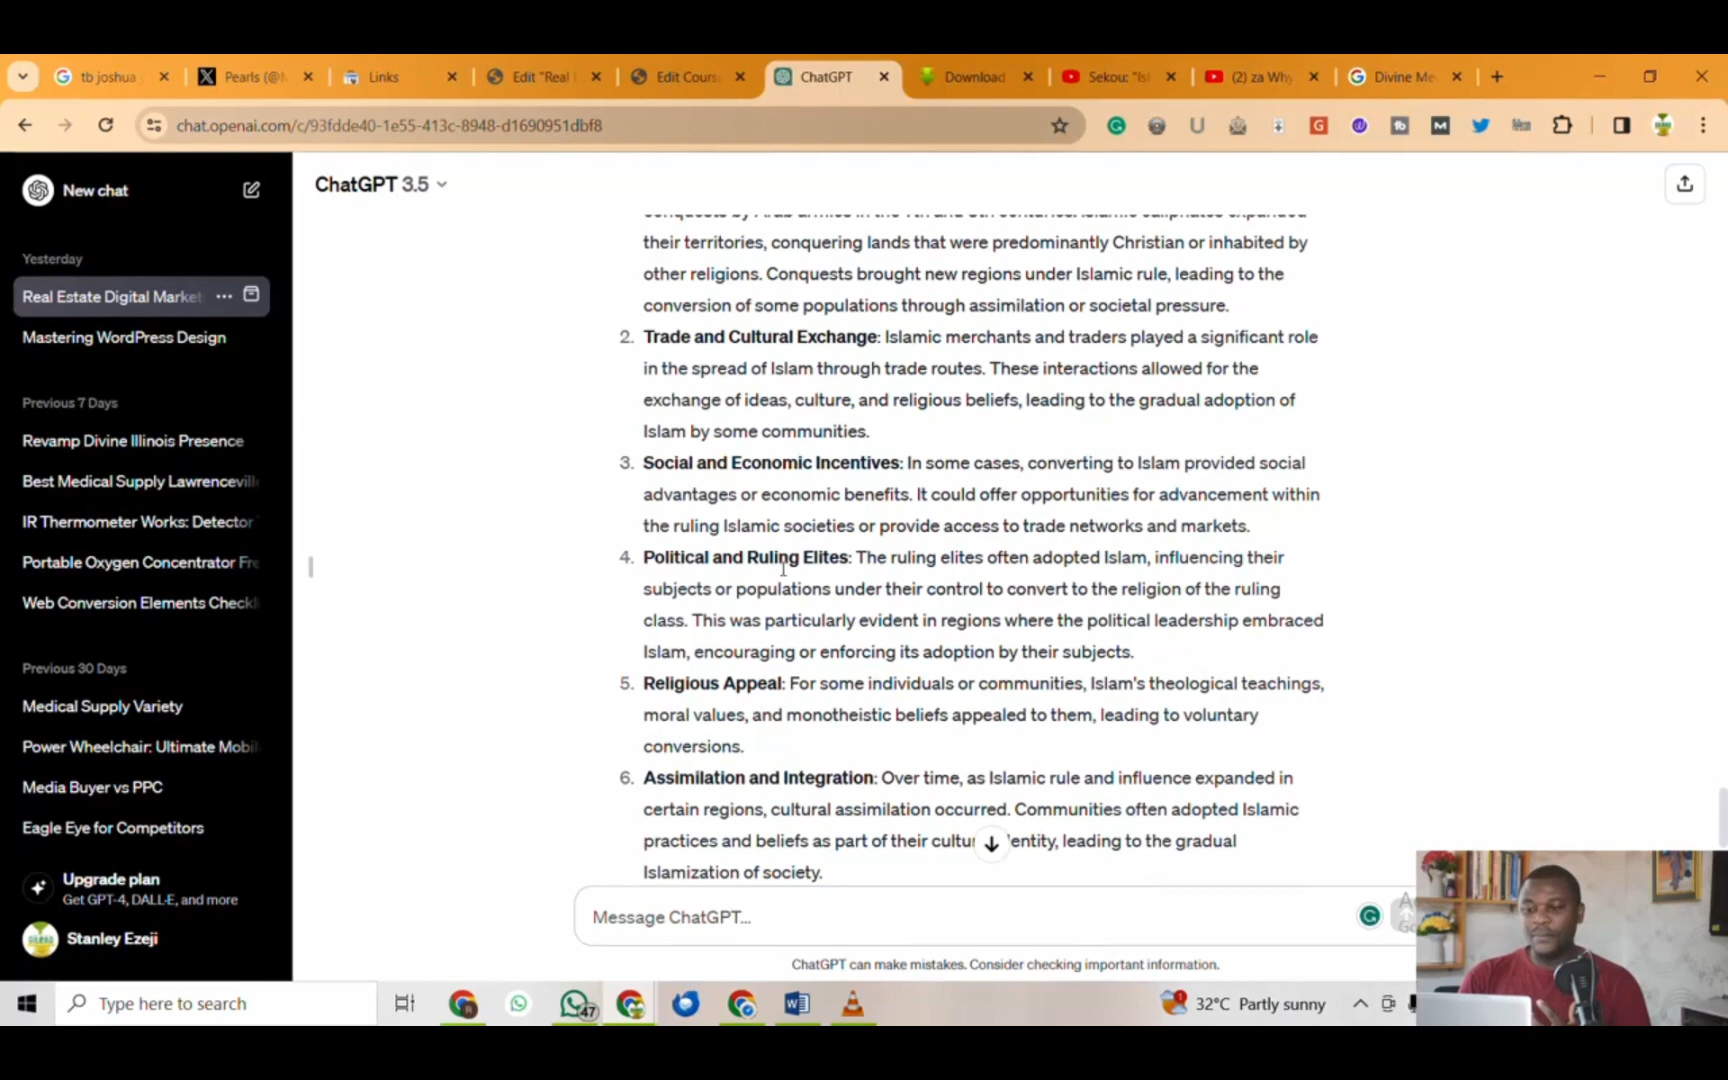 tb joshua
Pearls (@M
Links
Edit "Real
Edit Cours
ChatGPT
Download
Sekou: "Is
(2) za Why
Divine Me
chat.openai.com/c/93fdde40-1e55-413c-8948-d1690951dbf8
New chat
Yesterday
Real Estate Digital Market
Mastering WordPress Design
Previous 7 Days
Revamp Divine Illinois Presence
Best Medical Supply Lawrencevill
IR Thermometer Works: Detector
Portable Oxygen Concentrator Fre
Web Conversion Elements Check
Previous 30 Days
Medical Supply Variety
Power Wheelchair: Ultimate Mobi
Media Buyer vs PPC
Eagle Eye for Competitors
Upgrade plan
Get GPT-4, DALL·E, and more
Stanley Ezeji
ChatGPT 3.5
conquests by Arab armies in the 7th and 8th centuries. Islamic caliphates expanded
their territories, conquering lands that were predominantly Christian or inhabited by
other religions. Conquests brought new regions under Islamic rule, leading to the
conversion of some populations through assimilation or societal pressure.
2. Trade and Cultural Exchange: Islamic merchants and traders played a significant role
in the spread of Islam through trade routes. These interactions allowed for the
exchange of ideas, culture, and religious beliefs, leading to the gradual adoption of
Islam by some communities.
3. Social and Economic Incentives: In some cases, converting to Islam provided social
advantages or economic benefits. It could offer opportunities for advancement within
the ruling Islamic societies or provide access to trade networks and markets.
4. Political and Ruling Elites: The ruling elites often adopted Islam, influencing their
subjects or populations under their control to convert to the religion of the ruling
class. This was particularly evident in regions where the political leadership embraced
Islam, encouraging or enforcing its adoption by their subjects.
5. Religious Appeal: For some individuals or communities, Islam's theological teachings,
moral values, and monotheistic beliefs appealed to them, leading to voluntary
conversions.
6. Assimilation and Integration: Over time, as Islamic rule and influence expanded in
certain regions, cultural assimilation occurred. Communities often adopted Islamic
practices and beliefs as part of their cultu entity, leading to the gradual
Islamization of society.
Message ChatGPT...
ChatGPT can make mistakes. Consider checking important information.
Type here to search
47
32°C Partly sunny